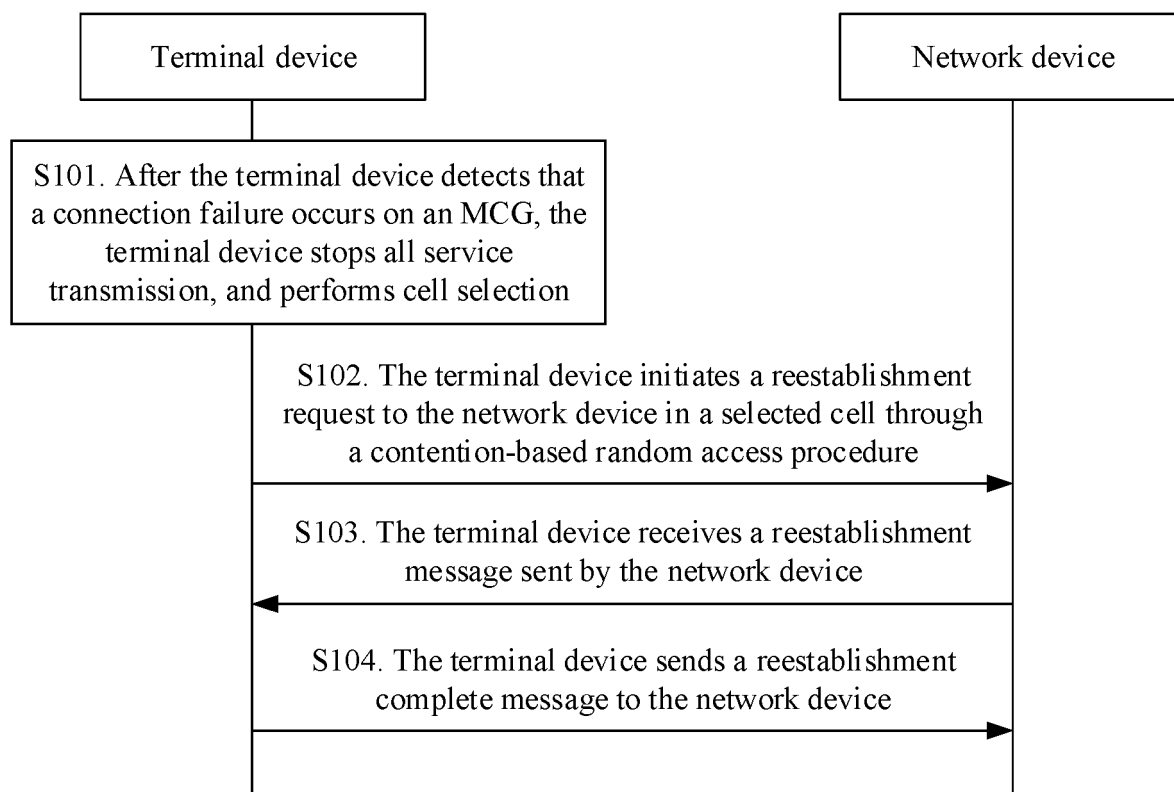 Terminal device
Network device
S101. After the terminal device detects that
a connection failure occurs on an MCG, the
terminal device stops all service
transmission, and performs cell selection
S102. The terminal device initiates a reestablishment
request to the network device in a selected cell through
a contention-based random access procedure
S103. The terminal device receives a reestablishment
message sent by the network device
S104. The terminal device sends a reestablishment
complete message to the network device